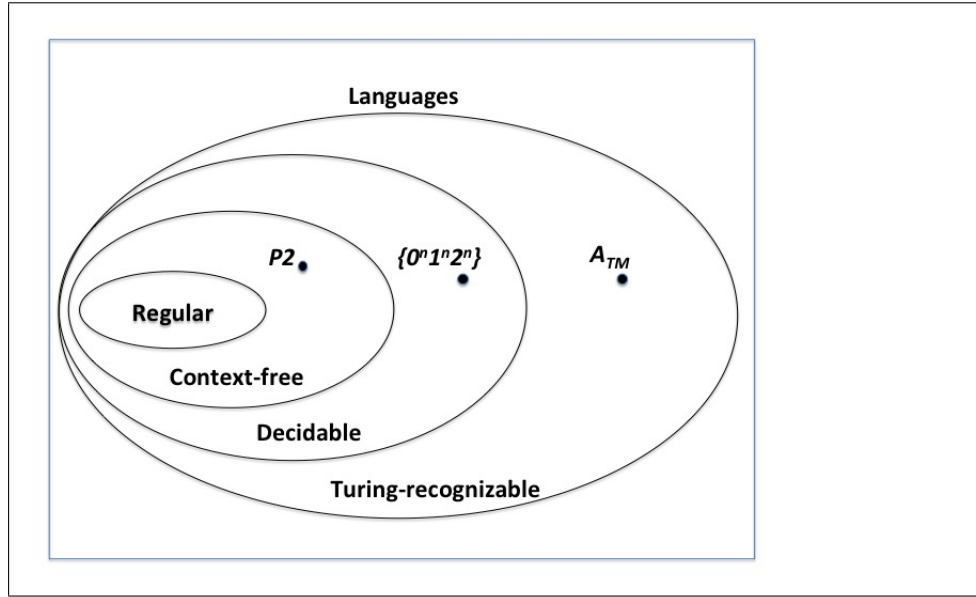 Languages
P2
{0ⁿ1ⁿ2ⁿ}
A_TM
Regular
Context-free
Decidable
Turing-recognizable